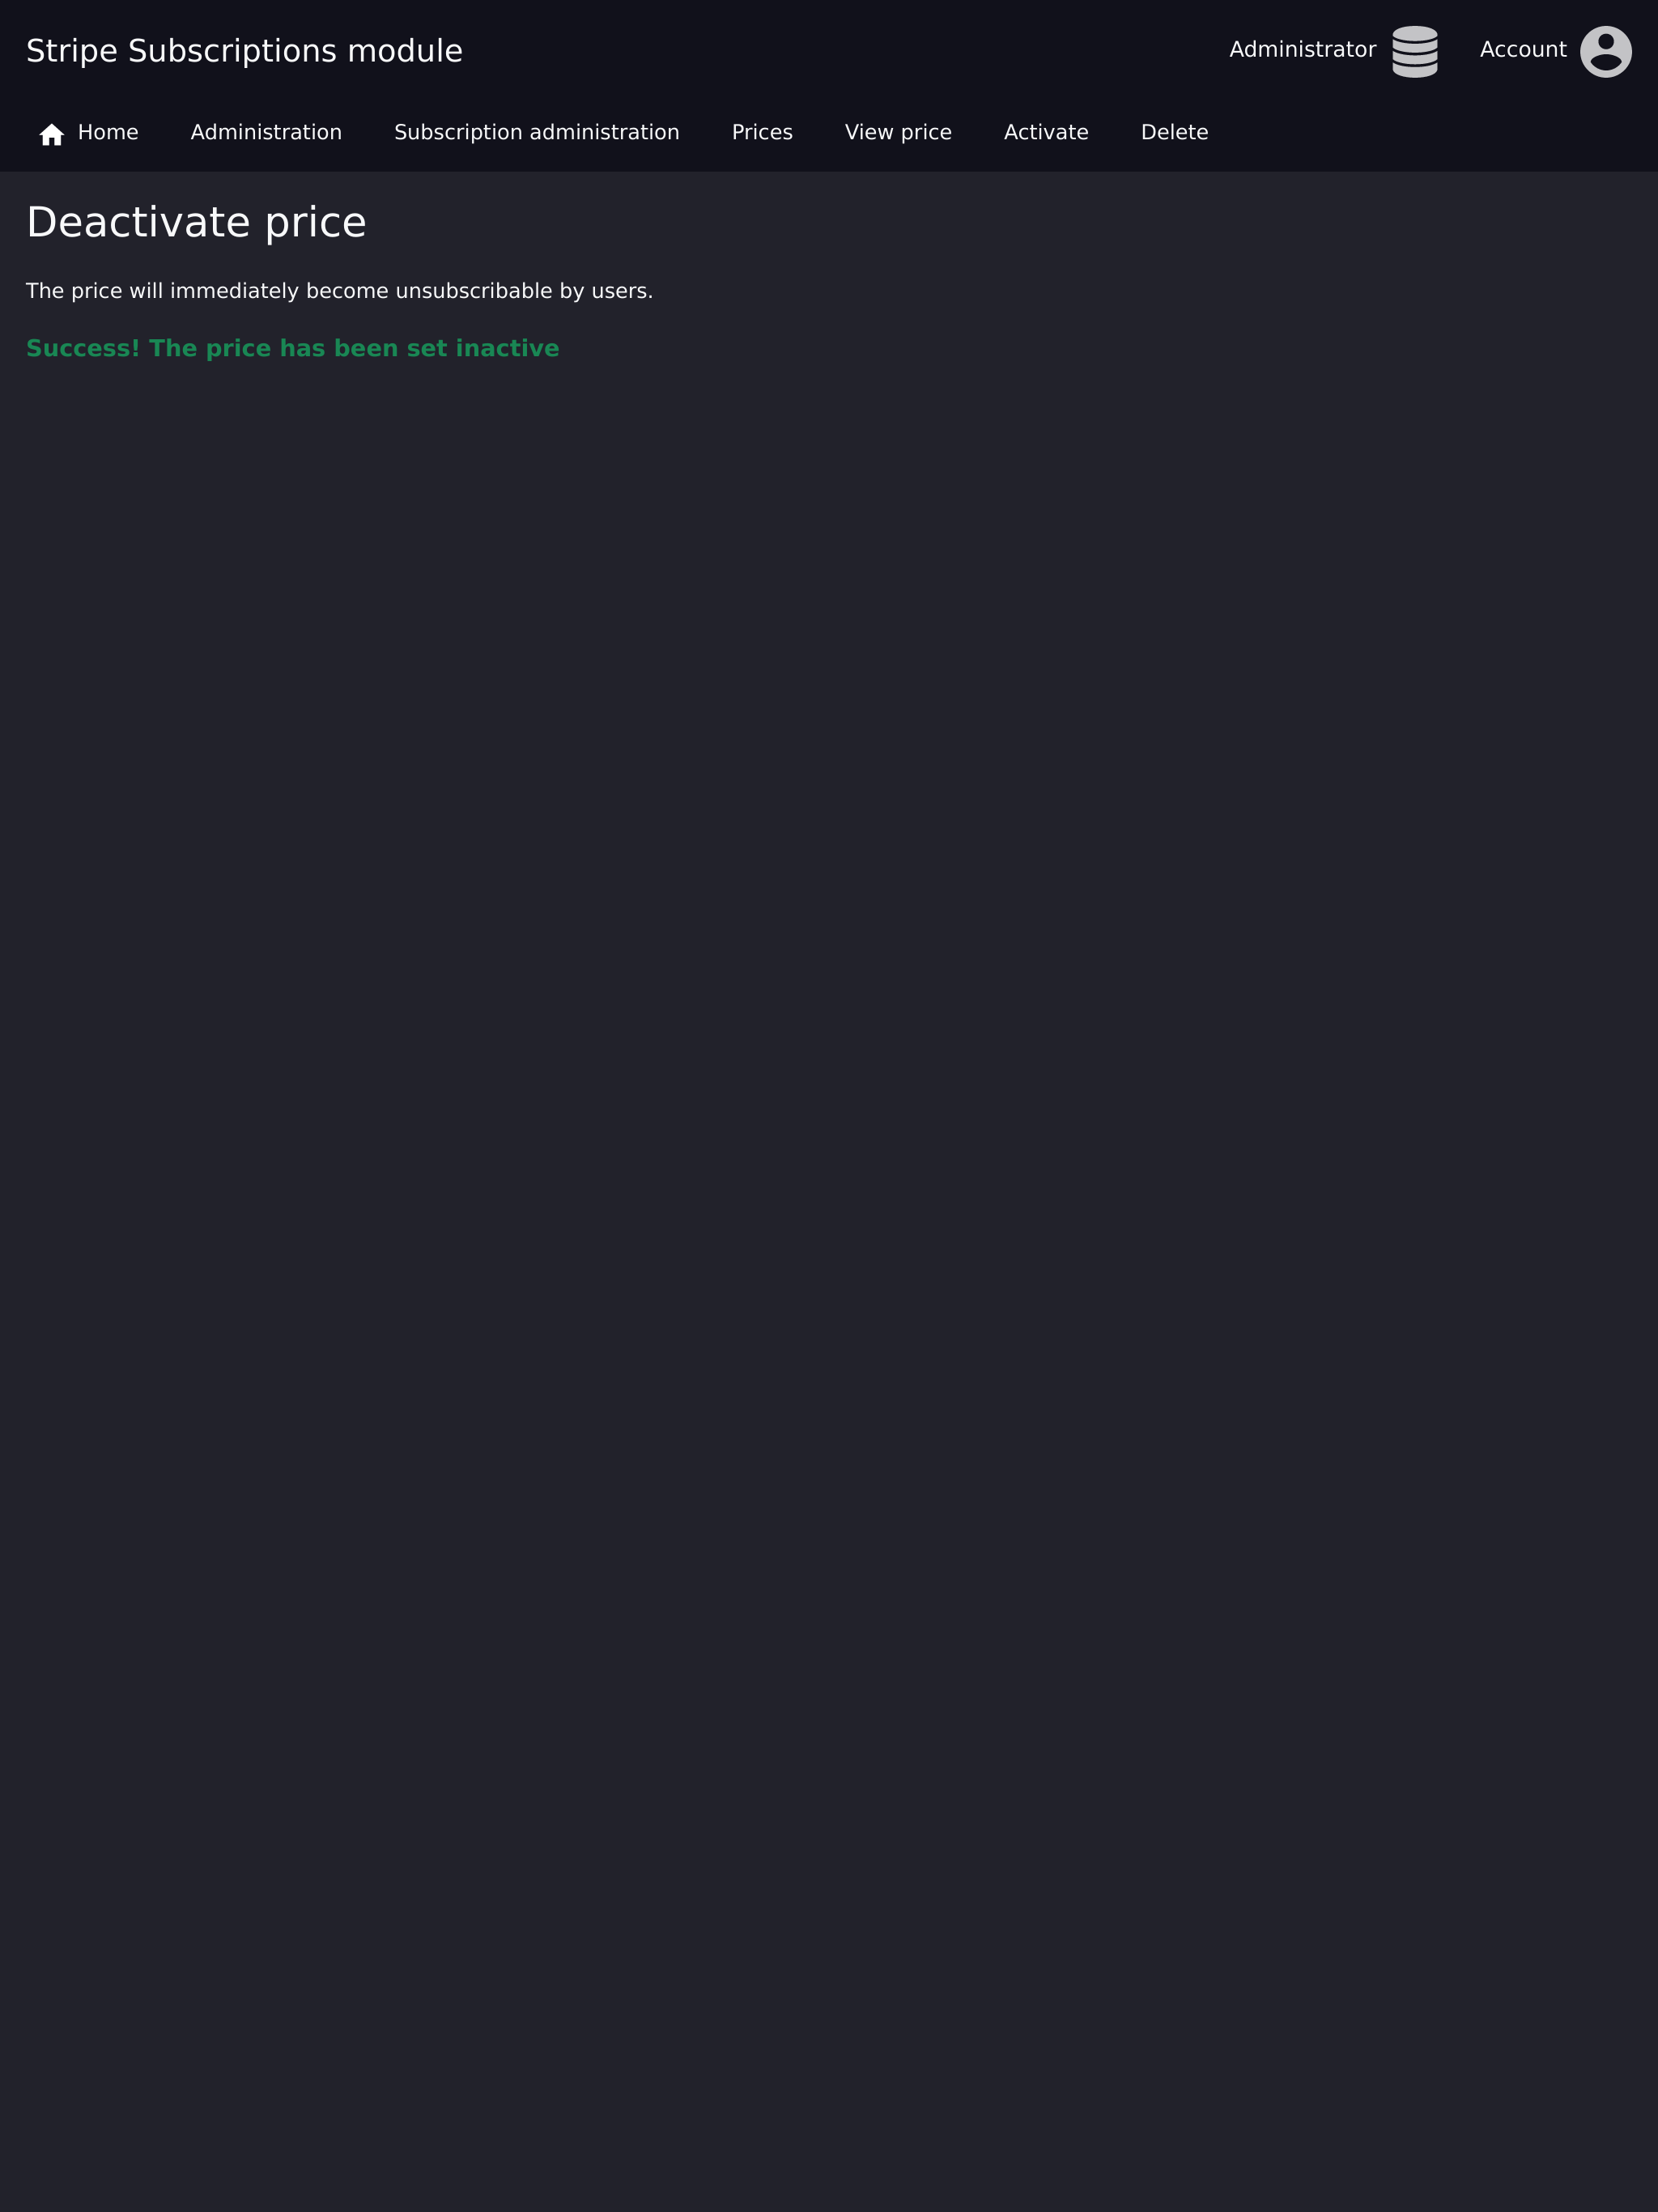 Stripe Subscriptions module
Administrator
Account
Home
Administration
Subscription administration
Prices
View price
Activate
Delete
Deactivate price
The price will immediately become unsubscribable by users.
Success! The price has been set inactive